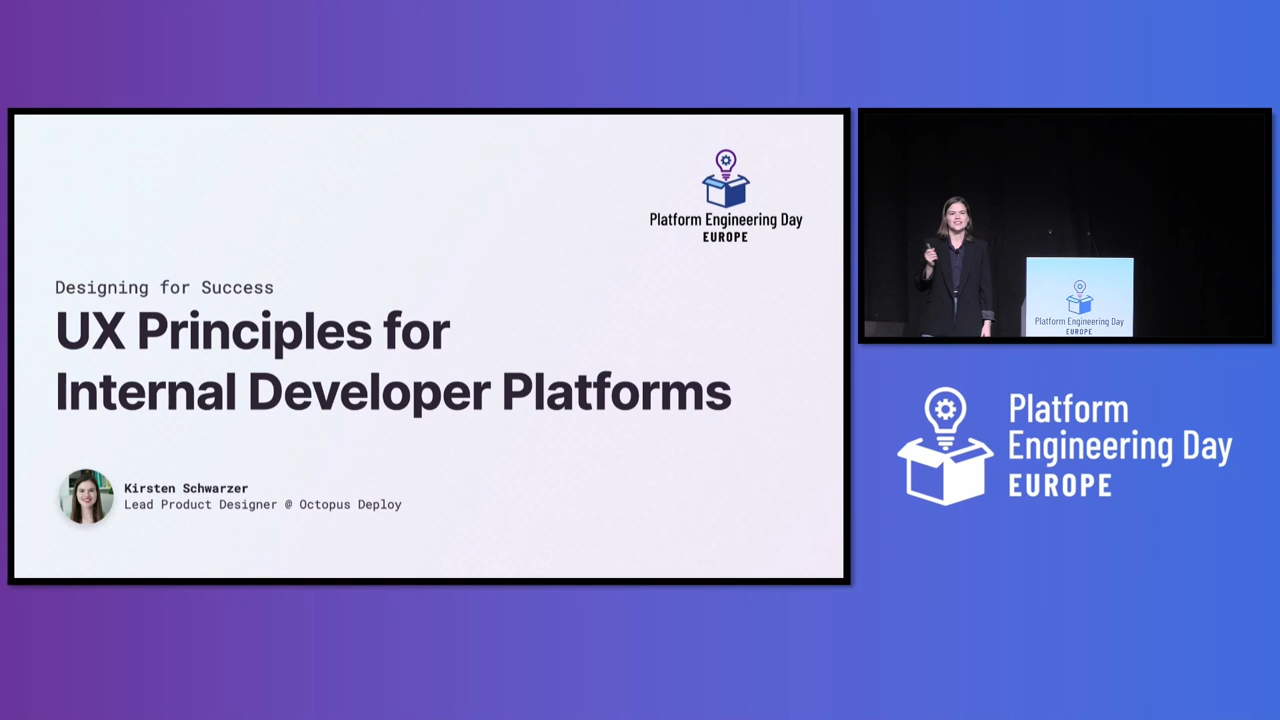 Platform Engineering Day
EUROPE
Designing for Success
UX Principles for
Internal Developer Platforms
Kirsten Schwarzer
Lead Product Designer @ Octopus Deploy
Platform Engineering Day
EUROPE
Platform
Engineering Day
EUROPE